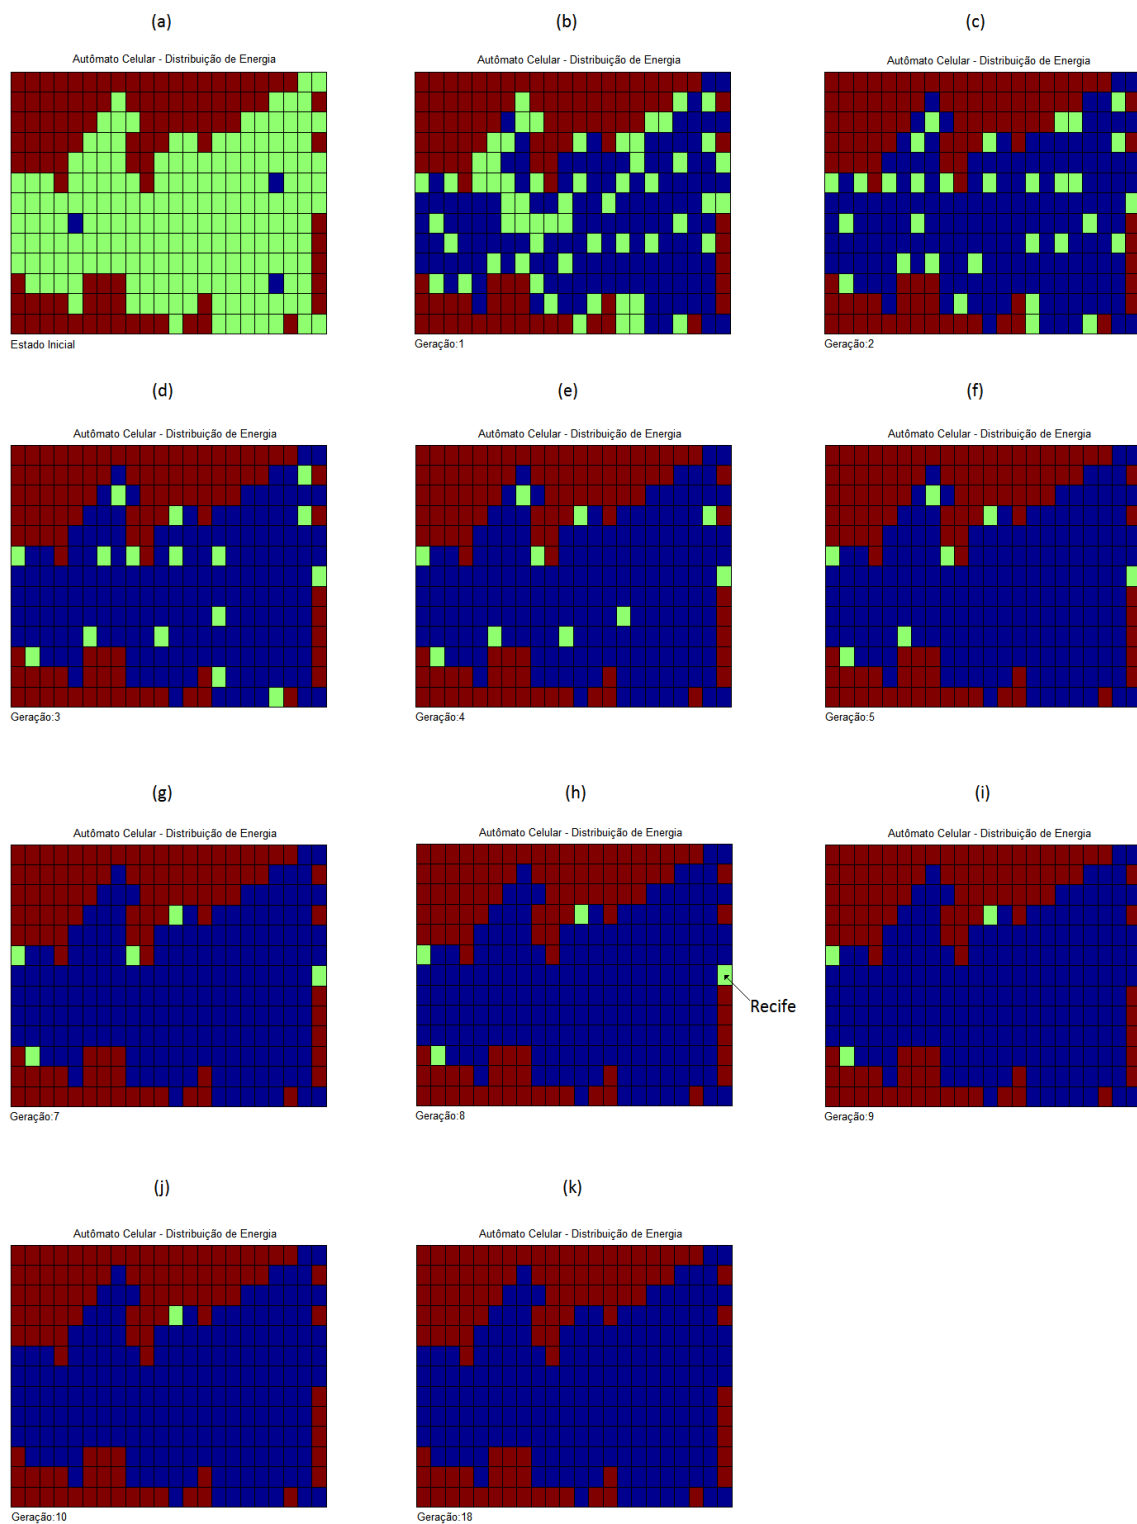 (a)
(b)
(c)
Autômato Celular - Distribuição de Energia
Autômato Celular - Distribuição de Energia
Autômato Celular - Distribuição de Energia
Estado Inicial
Geração:1
Geração:2
(d)
(e)
(f)
Autômato Celular - Distribuição de Energia
Autômato Celular - Distribuição de Energia
Autômato Celular - Distribuição de Energia
Geração:3
Geração:4
Geração:5
(g)
(h)
(i)
Autômato Celular - Distribuição de Energia
Autômato Celular - Distribuição de Energia
Autômato Celular - Distribuição de Energia
Recife
Geração:7
Geração:8
Geração:9
(j)
(k)
Autômato Celular - Distribuição de Energia
Autômato Celular - Distribuição de Energia
Geração:10
Geração:18